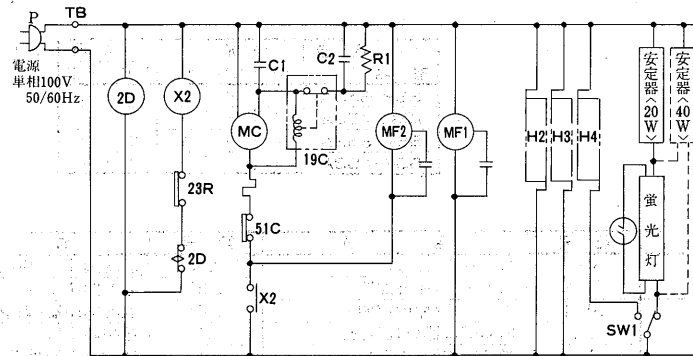 P
TB
電源
単相100V
50/60Hz
2D
X2
C1
C2
R1
MC
19C
MF2
MF1
H2
H3
H4
安定器〈20W〉
安定器〈40W〉
23R
2D
51C
X2
蛍光灯
SW1